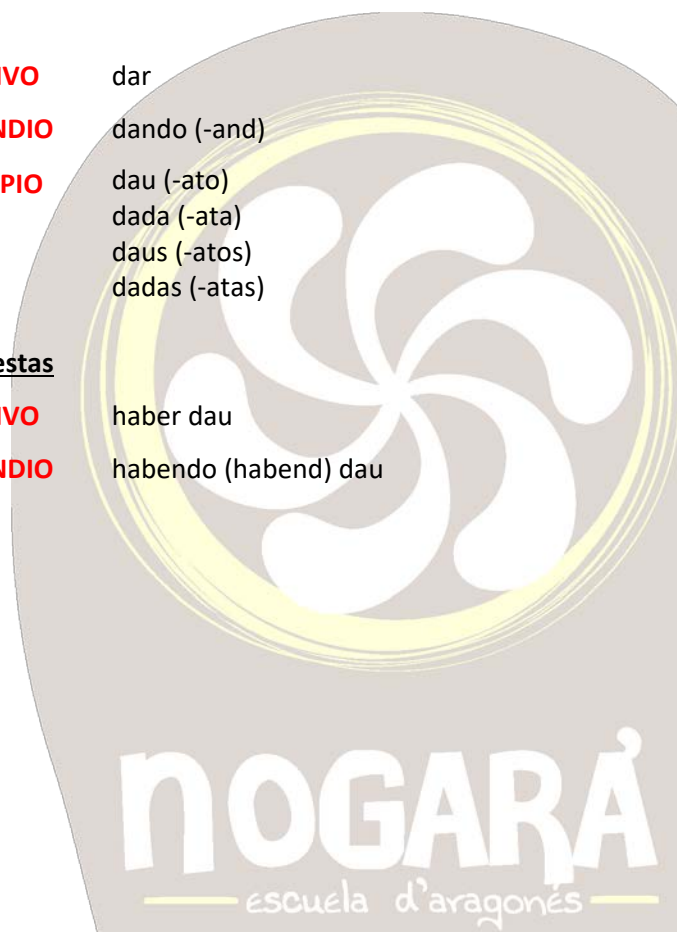 IVO dar
NDIO dando (-and)
PIO dau (-ato)
dada (-ata)
daus (-atos)
dadas (-atas)
estas
IVO haber dau
NDIO habendo (habend) dau
nOGARA'
escuela d'aragonés